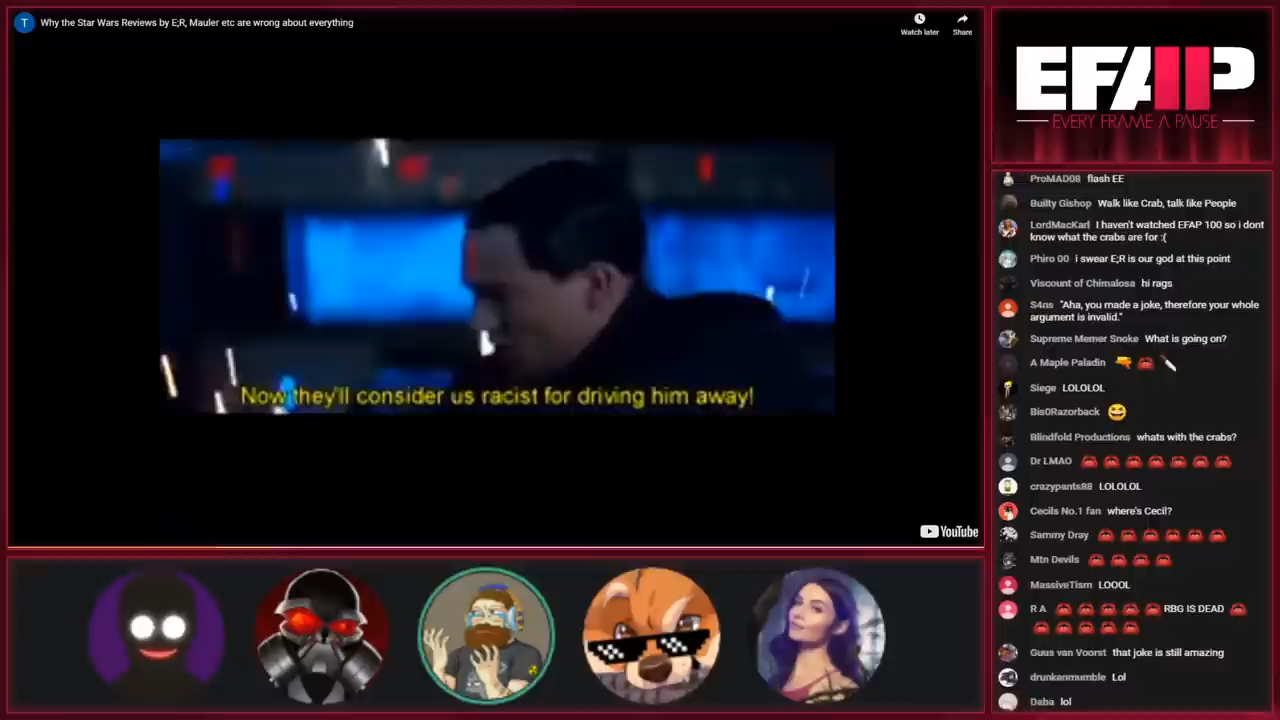 T Why the Star Wars Reviews by E;R, Mauler etc are wrong about everything
Watch later
Share
Now they'll consider us racist for driving him away!
YouTube
EFAP
EVERY FRAME A PAUSE
ProMAD08 flash EE
Builty Gishop Walk like Crab, talk like People
LordMacKarl I haven't watched EFAP 100 so i dont
know what the crabs are for :(
Phiro 00 i swear E;R is our god at this point
Viscount of Chimalosa hi rags
S4ns "Aha, you made a joke, therefore your whole
argument is invalid."
Supreme Memer Snoke What is going on?
A Maple Paladin
Siege LOLOLOL
Bis0Razorback
Blindfold Productions whats with the crabs?
Dr LMAO
crazypants88 LOLOLOL
Cecils No.1 fan where's Cecil?
Sammy Dray
Mtn Devils
MassiveTism LOOOL
R A RBG IS DEAD
Guus van Voorst that joke is still amazing
drunkenmumble Lol
Daba lol